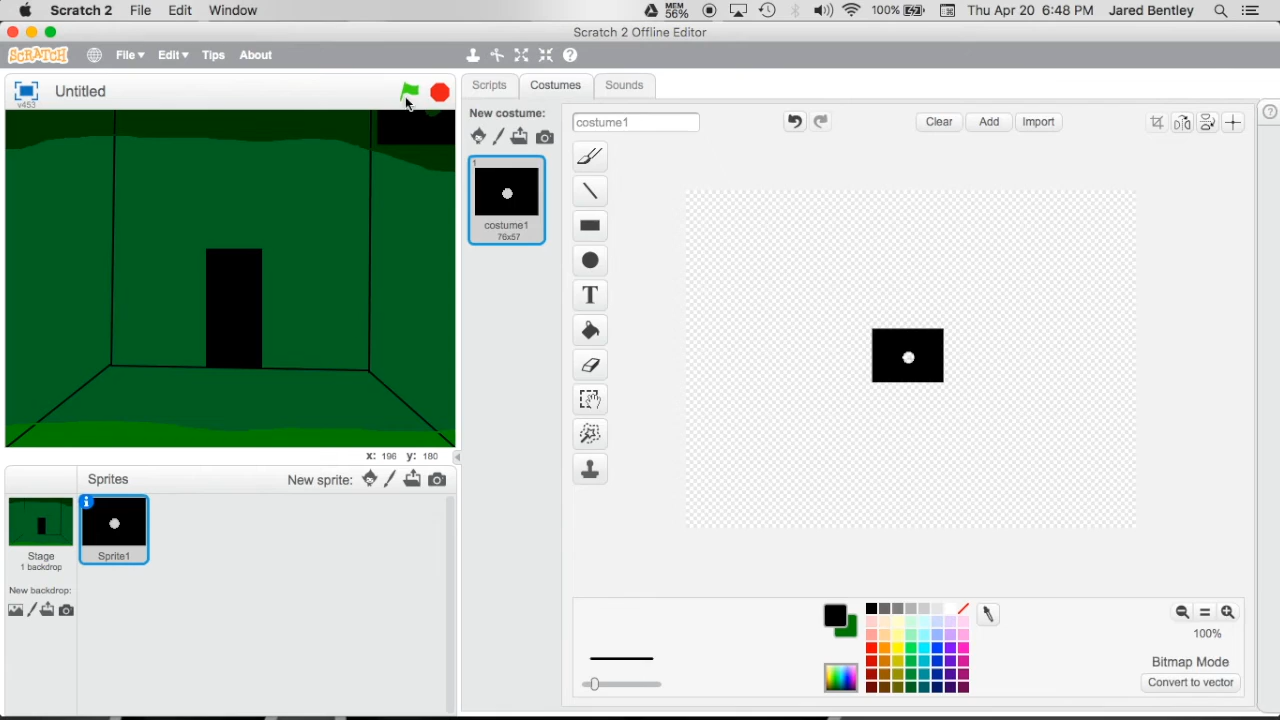 Scratch 2 File Edit Window MEM 56% 100% Thu Apr 20 6:48 PM Jared Bentley
Scratch 2 Offline Editor
SCRATCH File Edit Tips About
Untitled
v453
Scripts Costumes Sounds
New costume:
costume1
Clear Add Import
1
costume1
76x57
T
x: 196 y: 180
Sprites New sprite:
Stage
1 backdrop
New backdrop:
Sprite1
100%
Bitmap Mode
Convert to vector